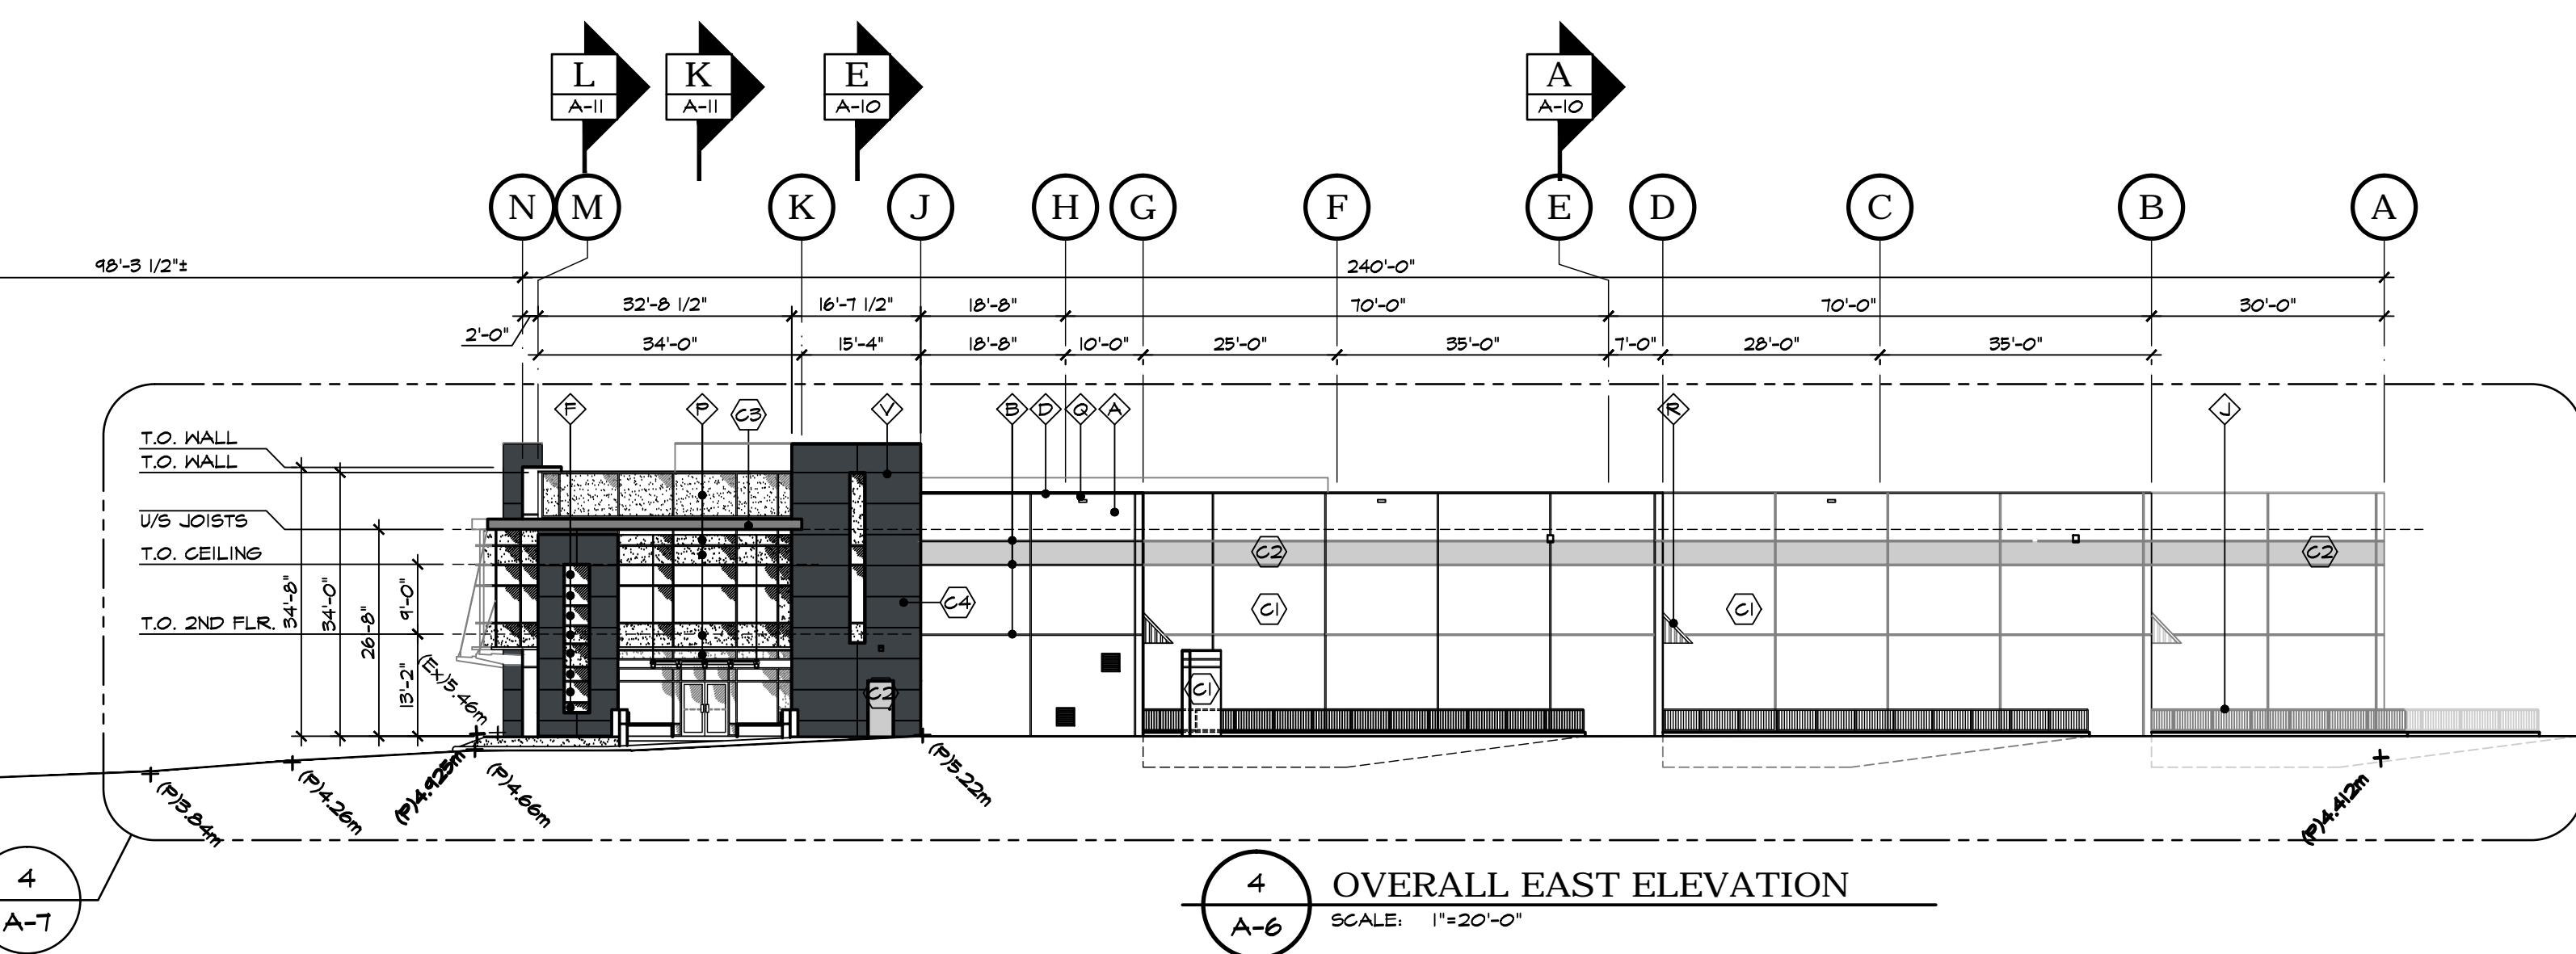 L
A-11
K
A-11
E
A-10
A
A-10
N
M
K
J
H
G
F
E
D
C
B
A
98'-3 1/2"±
240'-0"
32'-8 1/2"
16'-7 1/2"
18'-8"
70'-0"
70'-0"
30'-0"
2'-0"
34'-0"
15'-4"
18'-8"
10'-0"
25'-0"
35'-0"
7'-0"
28'-0"
35'-0"
F
P
C3
V
B
D
Q
A
R
J
T.O. WALL
T.O. WALL
U/S JOISTS
T.O. CEILING
T.O. 2ND FLR.
34'-8"
34'-0"
26'-8"
9'-0"
13'-2"
(Ex)5.46m
C2
C2
C4
C1
C1
C1
C2
(P)3.84m
(P)4.26m
(P)4.925m
(P)4.66m
(P)5.22m
(P)4.412m
4
A-7
4
A-6
OVERALL EAST ELEVATION
SCALE: 1"=20'-0"